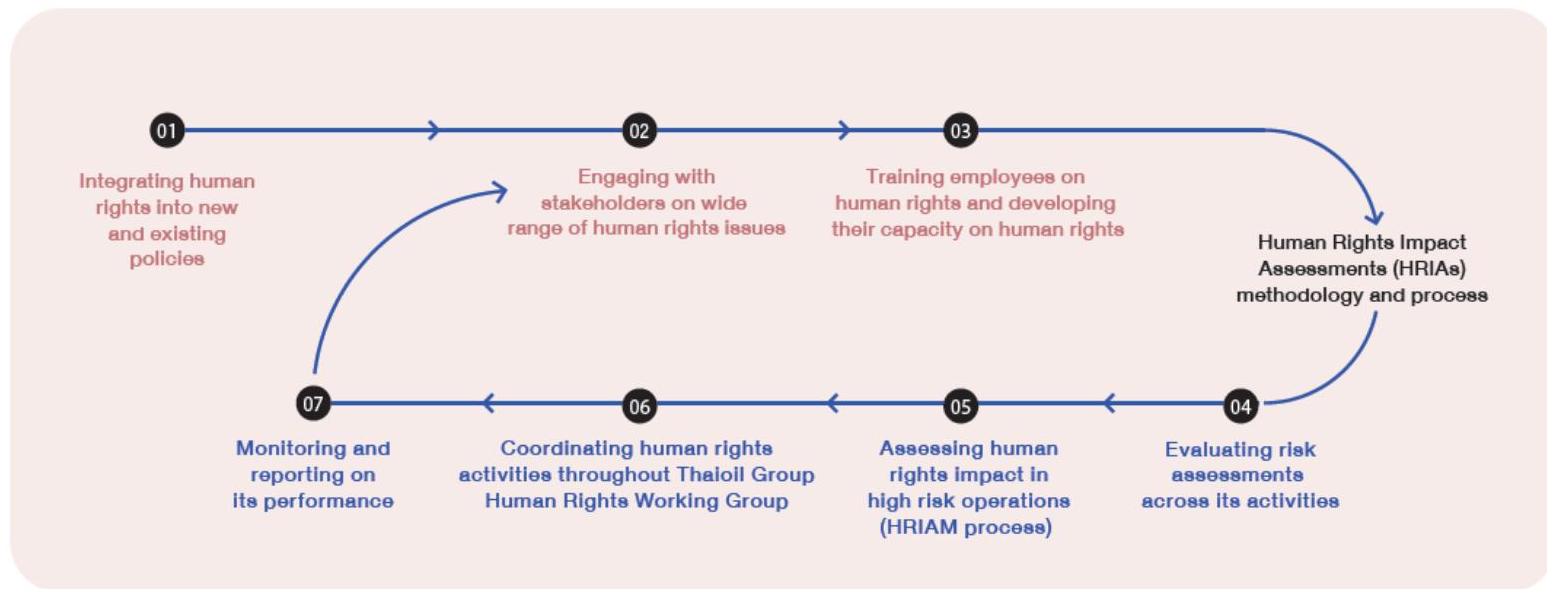 01
Integrating human
rights into new
and existing
policies
02
Engaging with
stakeholders on wide
range of human rights issues
03
Training employees on
human rights and developing
their capacity on human rights
Human Rights Impact
Assessments (HRIAs)
methodology and process
04
Evaluating risk
assessments
across its activities
05
Assessing human
rights impact in
high risk operations
(HRIAM process)
06
Coordinating human rights
activities throughout Thaioil Group
Human Rights Working Group
07
Monitoring and
reporting on
its performance